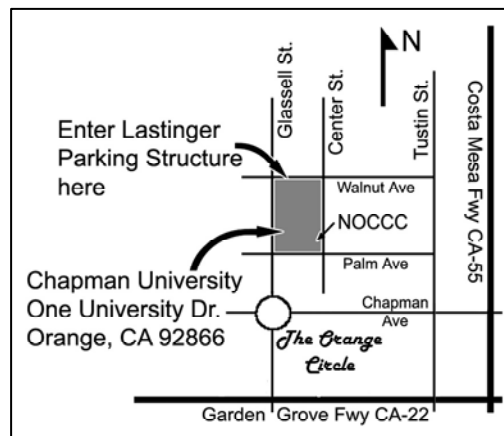 N
Glassell St.
Center St.
Tustin St.
Costa Mesa Fwy CA-55
Enter Lastinger
Parking Structure
here
Walnut Ave
NOCCC
Palm Ave
Chapman University
One University Dr.
Orange, CA 92866
Chapman
Ave
The Orange
Circle
Garden Grove Fwy CA-22